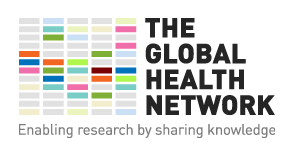 THE
GLOBAL
HEALTH
NETWORK
Enabling research by sharing knowledge